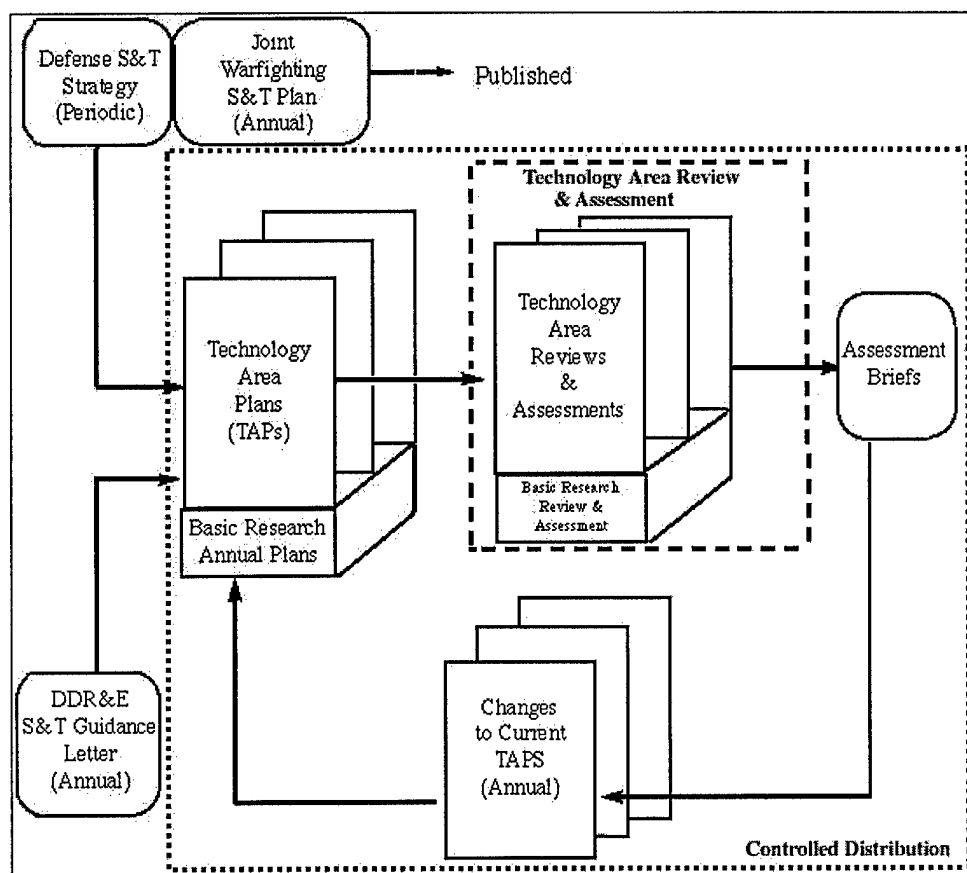 Defense S&T
Strategy
(Periodic)
Joint
Warfighting
S&T Plan
(Annual)
Published
Technology Area Review
& Assessment
Technology
Area
Plans
(TAPs)
Basic Research
Annual Plans
Technology
Area
Reviews
&
Assessments
Basic Research
Review &
Assessment
Assessment
Briefs
DDR&E
S&T Guidance
Letter
(Annual)
Changes
to Current
TAPS
(Annual)
Controlled Distribution